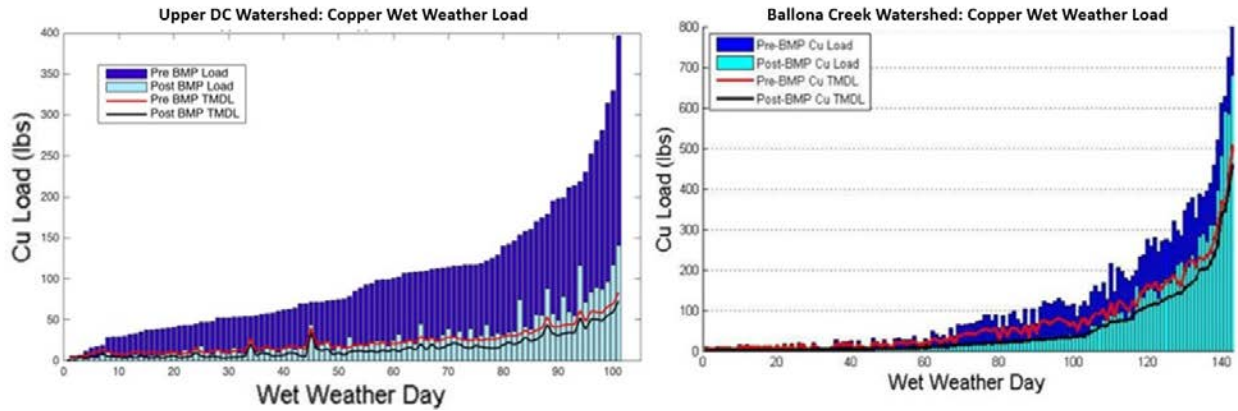 Upper DC Watershed: Copper Wet Weather Load
400
350
300
250
200
150
100
50
0
Cu Load (lbs)
Pre BMP Load
Post BMP Load
Pre BMP TMDL
Post BMP TMDL
0 10 20 30 40 50 60 70 80 90 100
Wet Weather Day
Ballona Creek Watershed: Copper Wet Weather Load
800
700
600
500
400
300
200
100
0
Cu Load (lbs)
Pre-BMP Cu Load
Post-BMP Cu Load
Pre-BMP Cu TMDL
Post-BMP Cu TMDL
0 20 40 60 80 100 120 140
Wet Weather Day